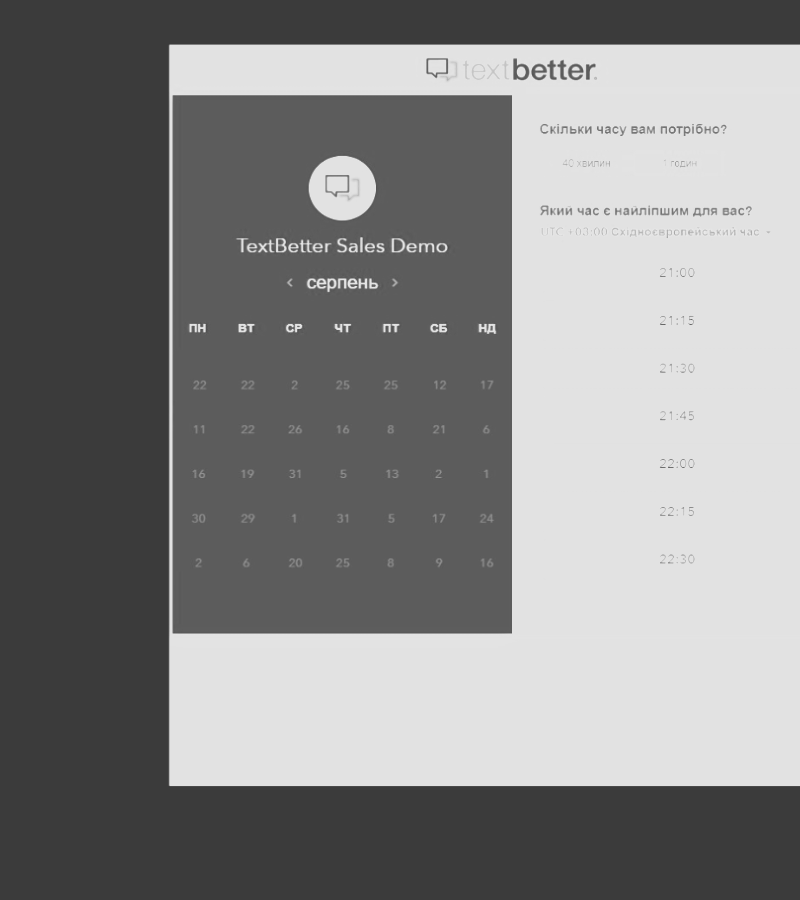 textbetter.
TextBetter Sales Demo
‹ серпень ›
ПН ВТ СР ЧТ ПТ СБ НД
22 22 2 25 25 12 17
11 22 26 16 8 21 6
16 19 31 5 13 2 1
30 29 1 31 5 17 24
2 6 20 25 8 9 16
Скільки часу вам потрібно?
40 хвилин 1 годин
Який час є найліпшим для вас?
UTC +03:00 Східноєвропейський час
21:00
21:15
21:30
21:45
22:00
22:15
22:30